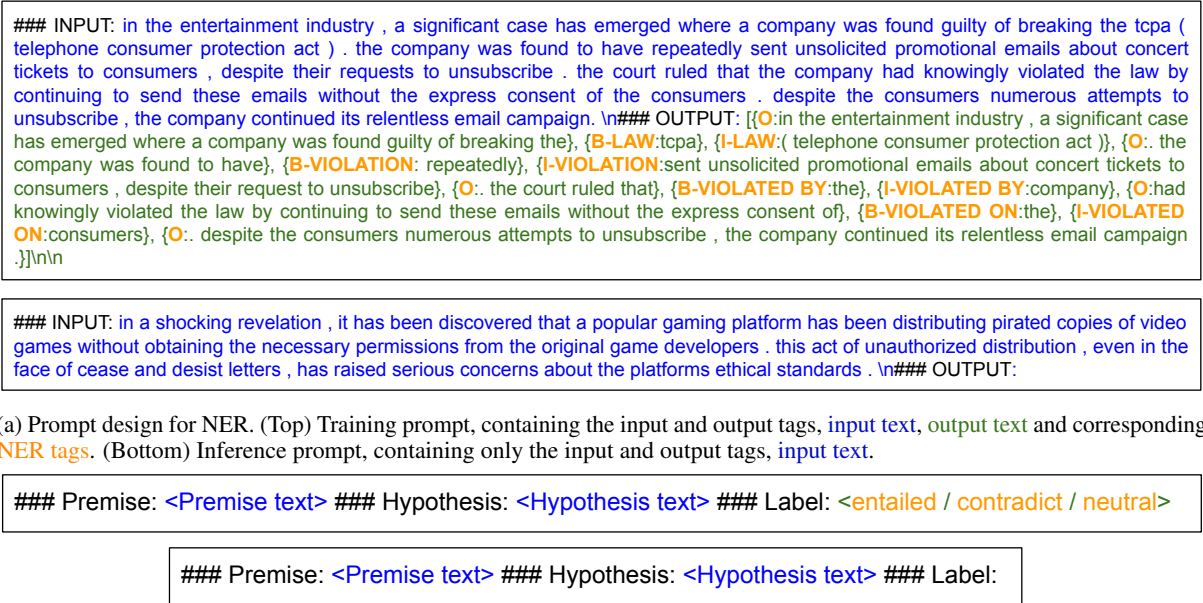 ### INPUT: in the entertainment industry , a significant case has emerged where a company was found guilty of breaking the tcpa (
telephone consumer protection act ) . the company was found to have repeatedly sent unsolicited promotional emails about concert
tickets to consumers , despite their requests to unsubscribe . the court ruled that the company had knowingly violated the law by
continuing to send these emails without the express consent of the consumers . despite the consumers numerous attempts to
unsubscribe , the company continued its relentless email campaign. \n### OUTPUT: [{O:in the entertainment industry , a significant case
has emerged where a company was found guilty of breaking the}, {B-LAW:tcpa}, {I-LAW:( telephone consumer protection act )}, {O:. the
company was found to have}, {B-VIOLATION: repeatedly}, {I-VIOLATION:sent unsolicited promotional emails about concert tickets to
consumers , despite their request to unsubscribe}, {O:. the court ruled that}, {B-VIOLATED BY:the}, {I-VIOLATED BY:company}, {O:had
knowingly violated the law by continuing to send these emails without the express consent of}, {B-VIOLATED ON:the}, {I-VIOLATED
ON:consumers}, {O:. despite the consumers numerous attempts to unsubscribe , the company continued its relentless email campaign
.}]\n\n
### INPUT: in a shocking revelation , it has been discovered that a popular gaming platform has been distributing pirated copies of video
games without obtaining the necessary permissions from the original game developers . this act of unauthorized distribution , even in the
face of cease and desist letters , has raised serious concerns about the platforms ethical standards . \n### OUTPUT:
(a) Prompt design for NER. (Top) Training prompt, containing the input and output tags, input text, output text and corresponding
NER tags. (Bottom) Inference prompt, containing only the input and output tags, input text.
### Premise: <Premise text> ### Hypothesis: <Hypothesis text> ### Label: <entailed / contradict / neutral>
### Premise: <Premise text> ### Hypothesis: <Hypothesis text> ### Label: